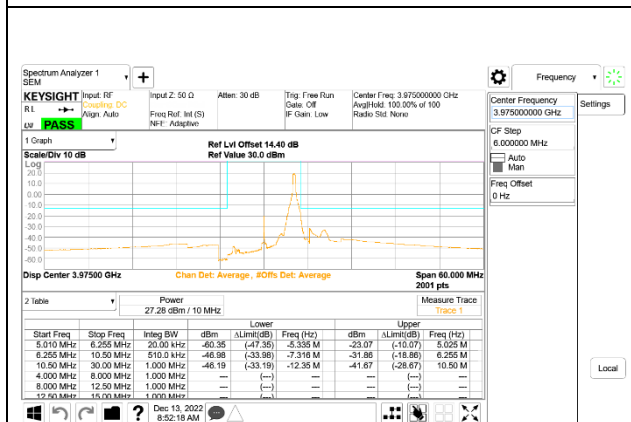 Spectrum Analyzer 1
SEM
Frequency
KEYSIGHT Input: RF Input Z: 50 Ω Atten: 30 dB Trig: Free Run Center Freq: 3.975000000 GHz
RL Coupling: DC Gate: Off Avg|Hold: 100.00% of 100
Align: Auto Freq Ref: Int (S) IF Gain: Low Radio Std: None
NFE: Adaptive
PASS
Center Frequency
3.975000000 GHz
Settings
CF Step
6.000000 MHz
Auto
Man
Freq Offset
0 Hz
1 Graph
Ref Lvl Offset 14.40 dB
Scale/Div 10 dB Ref Value 30.0 dBm
Log
20.0
10.0
0.00
-10.0
-20.0
-30.0
-40.0
-50.0
-60.0
Disp Center 3.97500 GHz Chan Det: Average , #Offs Det: Average Span 60.000 MHz
2001 pts
2 Table Power Measure Trace
27.28 dBm / 10 MHz Trace 1
Lower Upper
Start Freq Stop Freq Integ BW dBm ΔLimit(dB) Freq (Hz) dBm ΔLimit(dB) Freq (Hz)
5.010 MHz 6.255 MHz 20.00 kHz -60.35 (-47.35) -5.335 M -23.07 (-10.07) 5.025 M
6.255 MHz 10.50 MHz 510.0 kHz -46.98 (-33.98) -7.316 M -31.86 (-18.86) 6.255 M
10.50 MHz 30.00 MHz 1.000 MHz -46.19 (-33.19) -12.35 M -41.67 (-28.67) 10.50 M
4.000 MHz 8.000 MHz 1.000 MHz --- (---) --- --- (---) ---
8.000 MHz 12.50 MHz 1.000 MHz --- (---) --- --- (---) ---
12.50 MHz 15.00 MHz 1.000 MHz --- (---) --- --- (---) ---
Local
Dec 13, 2022
8:52:18 AM